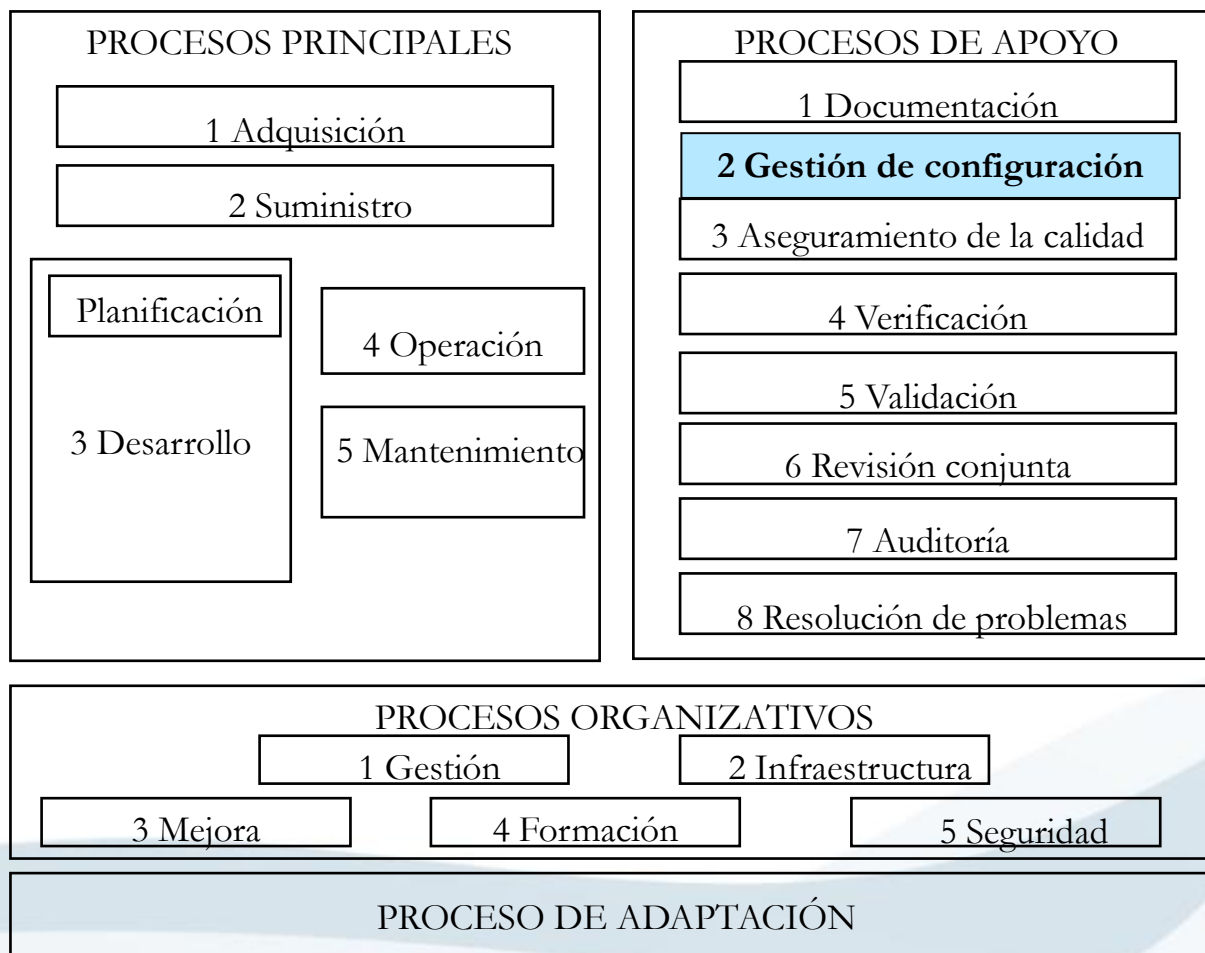 PROCESOS PRINCIPALES
1 Adquisición
2 Suministro
Planificación
3 Desarrollo
4 Operación
5 Mantenimiento
PROCESOS DE APOYO
1 Documentación
2 Gestión de configuración
3 Aseguramiento de la calidad
4 Verificación
5 Validación
6 Revisión conjunta
7 Auditoría
8 Resolución de problemas
PROCESOS ORGANIZATIVOS
1 Gestión
2 Infraestructura
3 Mejora
4 Formación
5 Seguridad
PROCESO DE ADAPTACIÓN